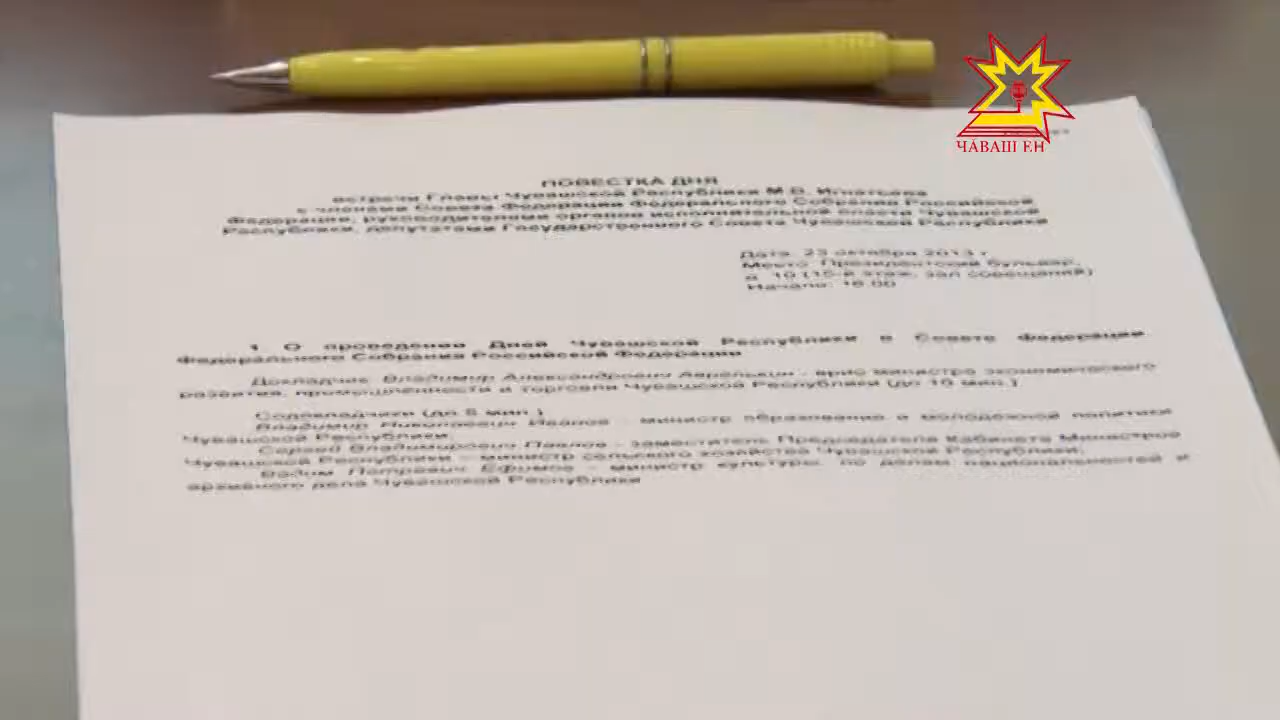 ЧӐВАШ ЕН
ПОВЕСТКА ДНЯ
встречи Главы Чувашской Республики М.В. Игнатьева
с членами Совета Федерации Федерального Собрания Российской
Федерации, руководителями органов исполнительной власти Чувашской
Республики, депутатами Государственного Совета Чувашской Республики
Дата: 23 октября 2013 г.
Место: Президентский бульвар,
д. 10 (15-й этаж, зал совещаний)
Начало: 16.00
1. О проведении Дней Чувашской Республики в Совете Федерации
Федерального Собрания Российской Федерации
Докладчик: Владимир Александрович Аврелькин - врио министра экономического
развития, промышленности и торговли Чувашской Республики (до 10 мин.)
Содокладчики (до 5 мин.)
Владимир Николаевич Иванов - министр образования и молодежной политики
Чувашской Республики;
Сергей Владимирович Павлов - заместитель Председателя Кабинета Министров
Чувашской Республики – министр сельского хозяйства Чувашской Республики;
Вадим Петрович Ефимов - министр культуры, по делам национальностей и
архивного дела Чувашской Республики